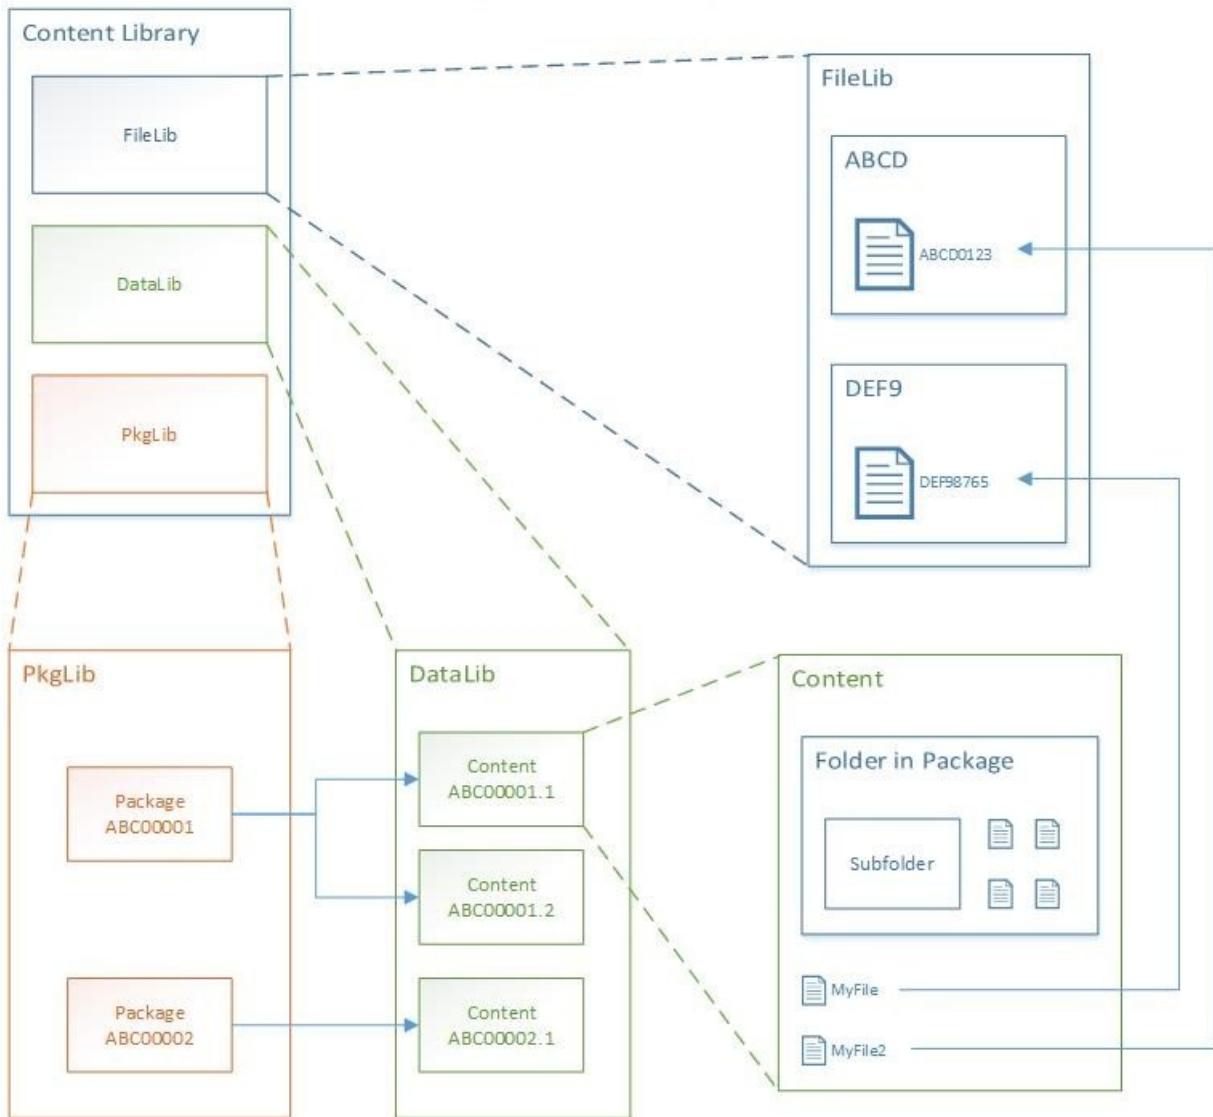 Content Library
FileLib
DataLib
PkgLib
FileLib
ABCD
ABCD0123
DEF9
DEF98765
PkgLib
Package
ABC00001
Package
ABC00002
DataLib
Content
ABC00001.1
Content
ABC00001.2
Content
ABC00002.1
Content
Folder in Package
Subfolder
MyFile
MyFile2